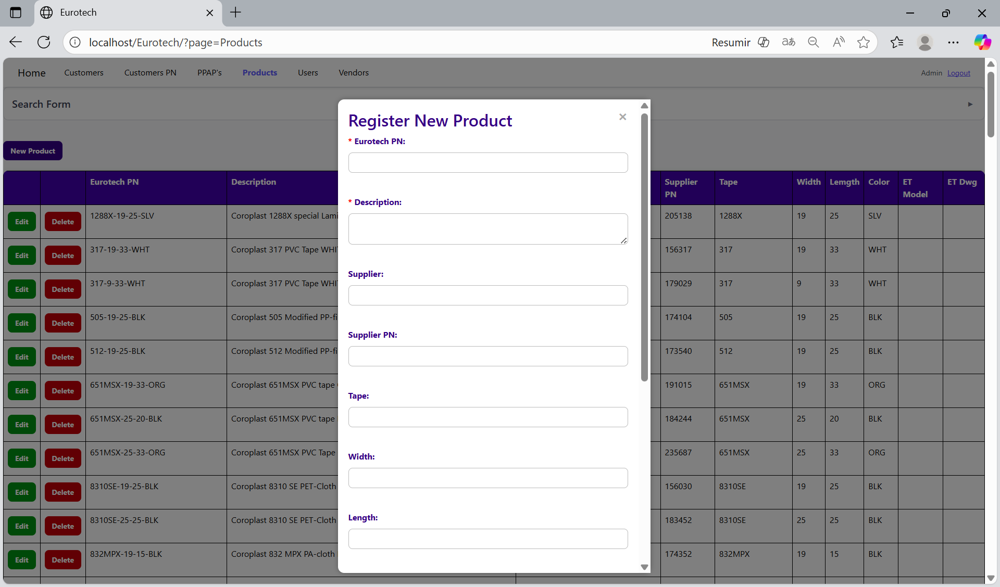 Eurotech
localhost/Eurotech/?page=Products
Resumir
Home Customers Customers PN PPAP's Products Users Vendors Admin Logout
Search Form
New Product
Register New Product
* Eurotech PN:
* Description:
Supplier:
Supplier PN:
Tape:
Width:
Length:
Eurotech PN Description Supplier PN Tape Width Lemgth Color ET Model ET Dwg
Edit Delete 1288X-19-25-SLV Coroplast 1288X special Lami 205138 1288X 19 25 SLV
Edit Delete 317-19-33-WHT Coroplast 317 PVC Tape WHI 156317 317 19 33 WHT
Edit Delete 317-9-33-WHT Coroplast 317 PVC Tape WHI 179029 317 9 33 WHT
Edit Delete 505-19-25-BLK Coroplast 505 Modified PP-fi 174104 505 19 25 BLK
Edit Delete 512-19-25-BLK Coroplast 512 Modified PP-fi 173540 512 19 25 BLK
Edit Delete 651MSX-19-33-ORG Coroplast 651MSX PVC tape 191015 651MSX 19 33 ORG
Edit Delete 651MSX-25-20-BLK Coroplast 651MSX PVC tape 184244 651MSX 25 20 BLK
Edit Delete 651MSX-25-33-ORG Coroplast 651MSX PVC Tape 235687 651MSX 25 33 ORG
Edit Delete 8310SE-19-25-BLK Coroplast 8310 SE PET-Cloth 156030 8310SE 19 25 BLK
Edit Delete 8310SE-25-25-BLK Coroplast 8310 SE PET-Cloth 183452 8310SE 25 25 BLK
Edit Delete 832MPX-19-15-BLK Coroplast 832 MPX PA-cloth 174352 832MPX 19 15 BLK